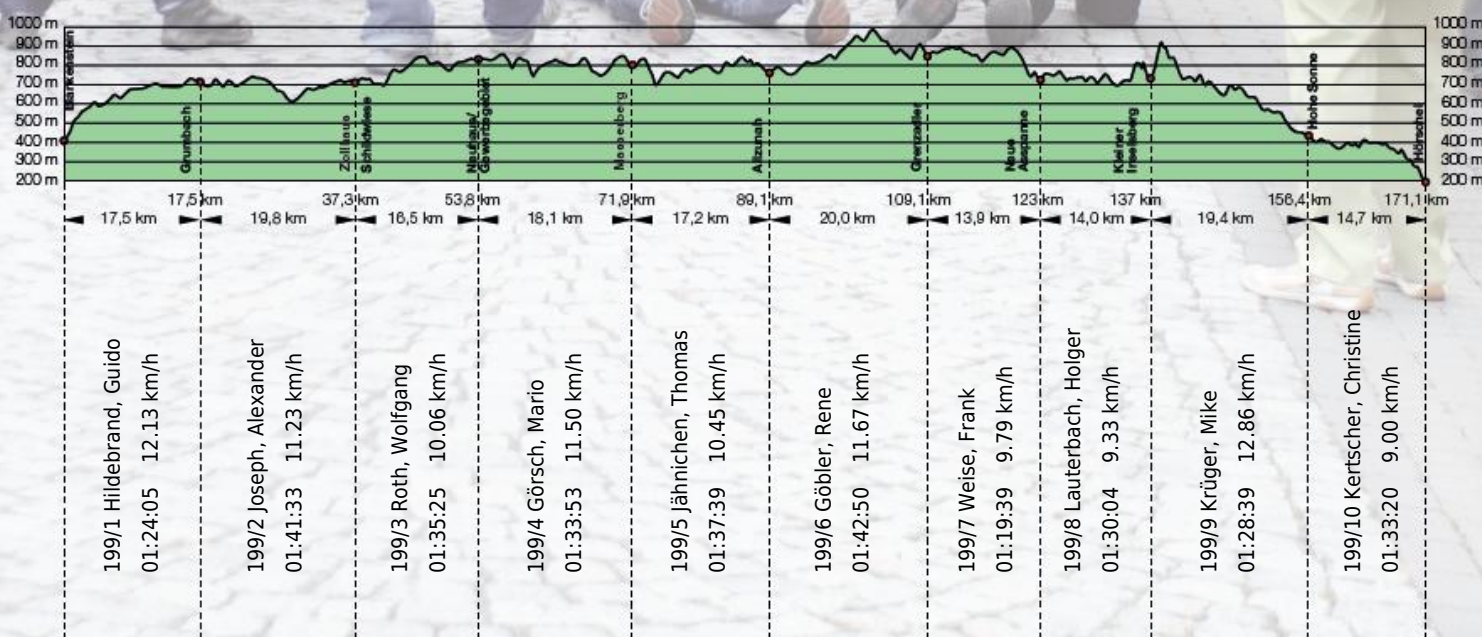 1000 m
900 m
800 m
700 m
600 m
500 m
400 m
300 m
200 m
1000 m
900 m
800 m
700 m
600 m
500 m
400 m
300 m
200 m
Blankenstein
Grumbach
Zollhaus
Schildwiese
Neuhaus/
Masserberg
Allzunah
Grenzadler
Neue
Ausspanne
Kleiner
Inselsberg
Hohe Sonne
Hörschel
17,5 km
37,3 km
53,8 km
71,9 km
89,1 km
109,1 km
123 km
137 km
156,4 km
171,1 km
17,5 km
19,8 km
16,5 km
18,1 km
17,2 km
20,0 km
13,9 km
14,0 km
19,4 km
14,7 km
199/1 Hildebrand, Guido
01:24:05 12.13 km/h
199/2 Joseph, Alexander
01:41:33 11.23 km/h
199/3 Roth, Wolfgang
01:35:25 10.06 km/h
199/4 Görsch, Mario
01:33:53 11.50 km/h
199/5 Jähnichen, Thomas
01:37:39 10.45 km/h
199/6 Göbler, Rene
01:42:50 11.67 km/h
199/7 Weise, Frank
01:19:39 9.79 km/h
199/8 Lauterbach, Holger
01:30:04 9.33 km/h
199/9 Krüger, Mike
01:28:39 12.86 km/h
199/10 Kertscher, Christine
01:33:20 9.00 km/h